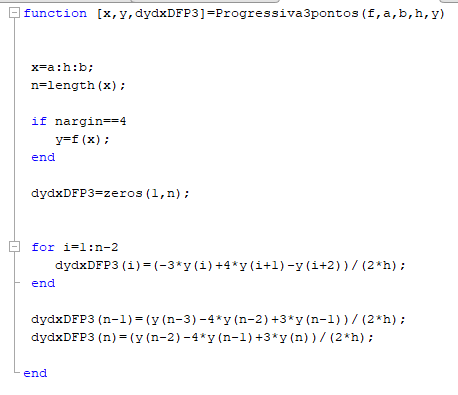 function [x,y,dydxDFP3]=Progressiva3pontos(f,a,b,h,y)
x=a:h:b;
n=length(x);
if nargin==4
y=f(x);
end
dydxDFP3=zeros(1,n);
for i=1:n-2
dydxDFP3(i)=(-3*y(i)+4*y(i+1)-y(i+2))/(2*h);
end
dydxDFP3(n-1)=(y(n-3)-4*y(n-2)+3*y(n-1))/(2*h);
dydxDFP3(n)=(y(n-2)-4*y(n-1)+3*y(n))/(2*h);
end